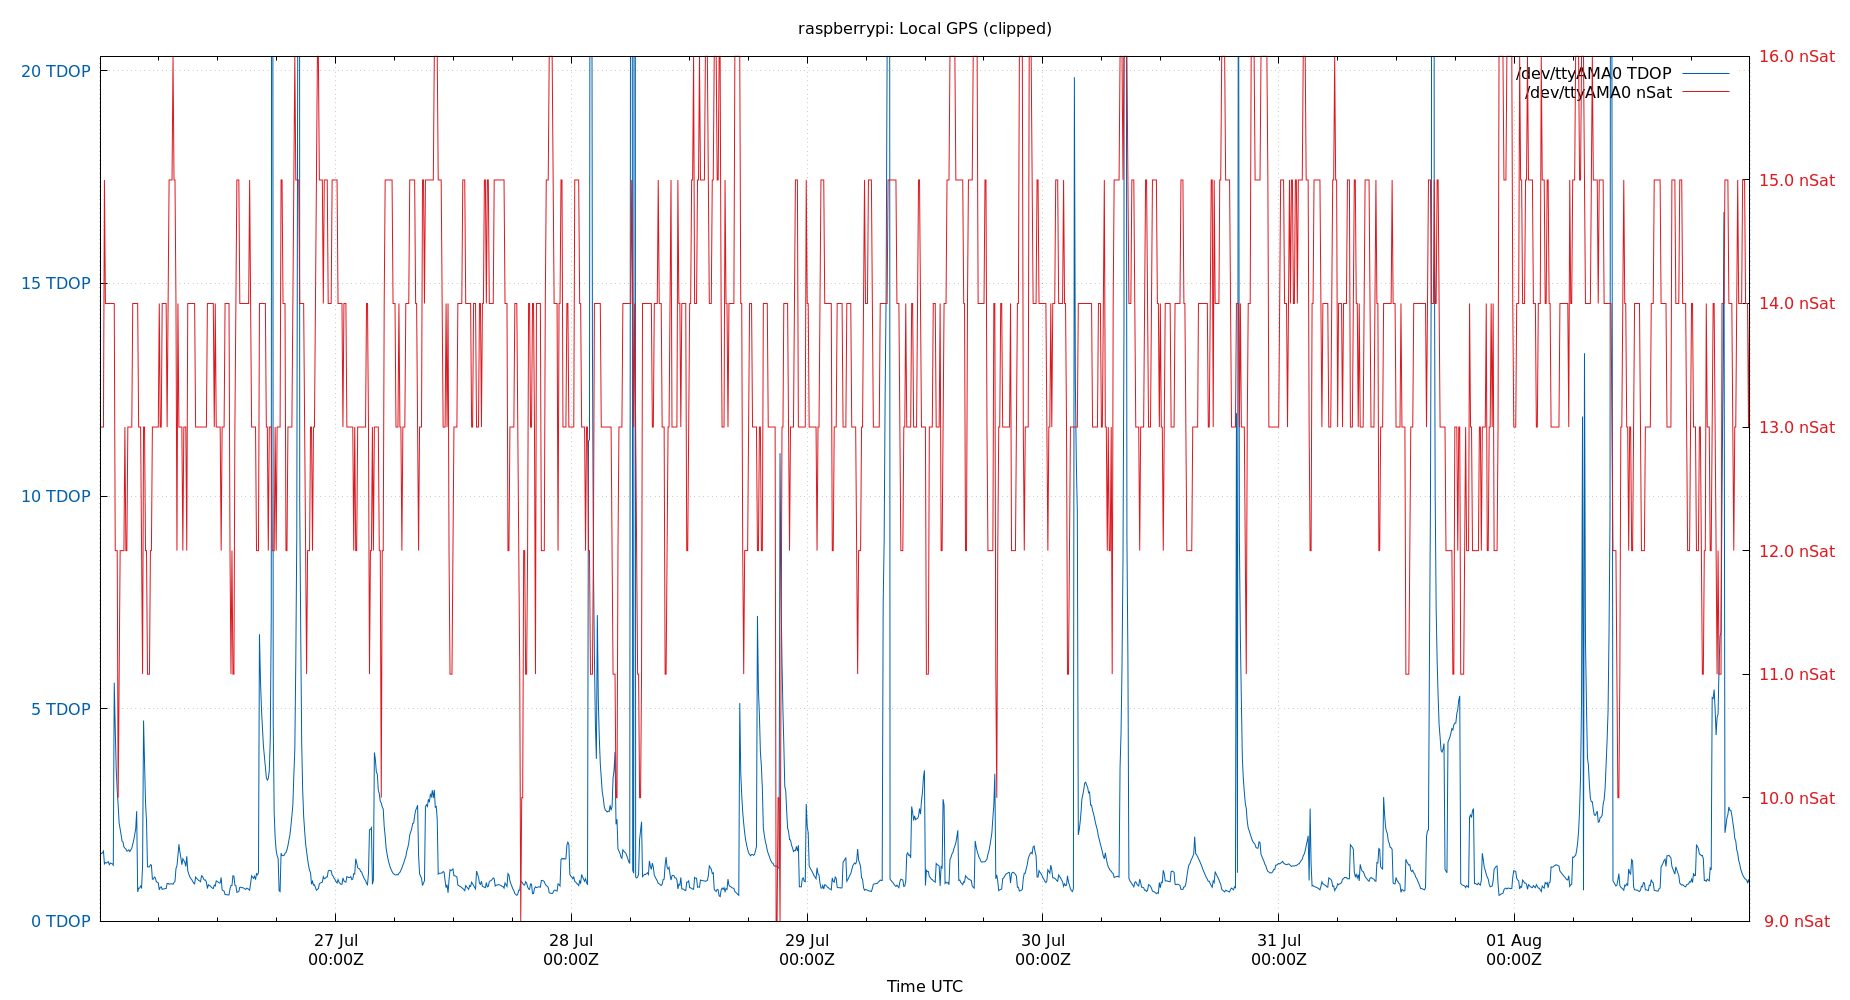 raspberrypi: Local GPS (clipped)
20 TDOP
15 TDOP
10 TDOP
5 TDOP
0 TDOP
16.0 nSat
15.0 nSat
14.0 nSat
13.0 nSat
12.0 nSat
11.0 nSat
10.0 nSat
9.0 nSat
/dev/ttyAMA0 TDOP
/dev/ttyAMA0 nSat
27 Jul
00:00Z
28 Jul
00:00Z
29 Jul
00:00Z
30 Jul
00:00Z
31 Jul
00:00Z
01 Aug
00:00Z
Time UTC